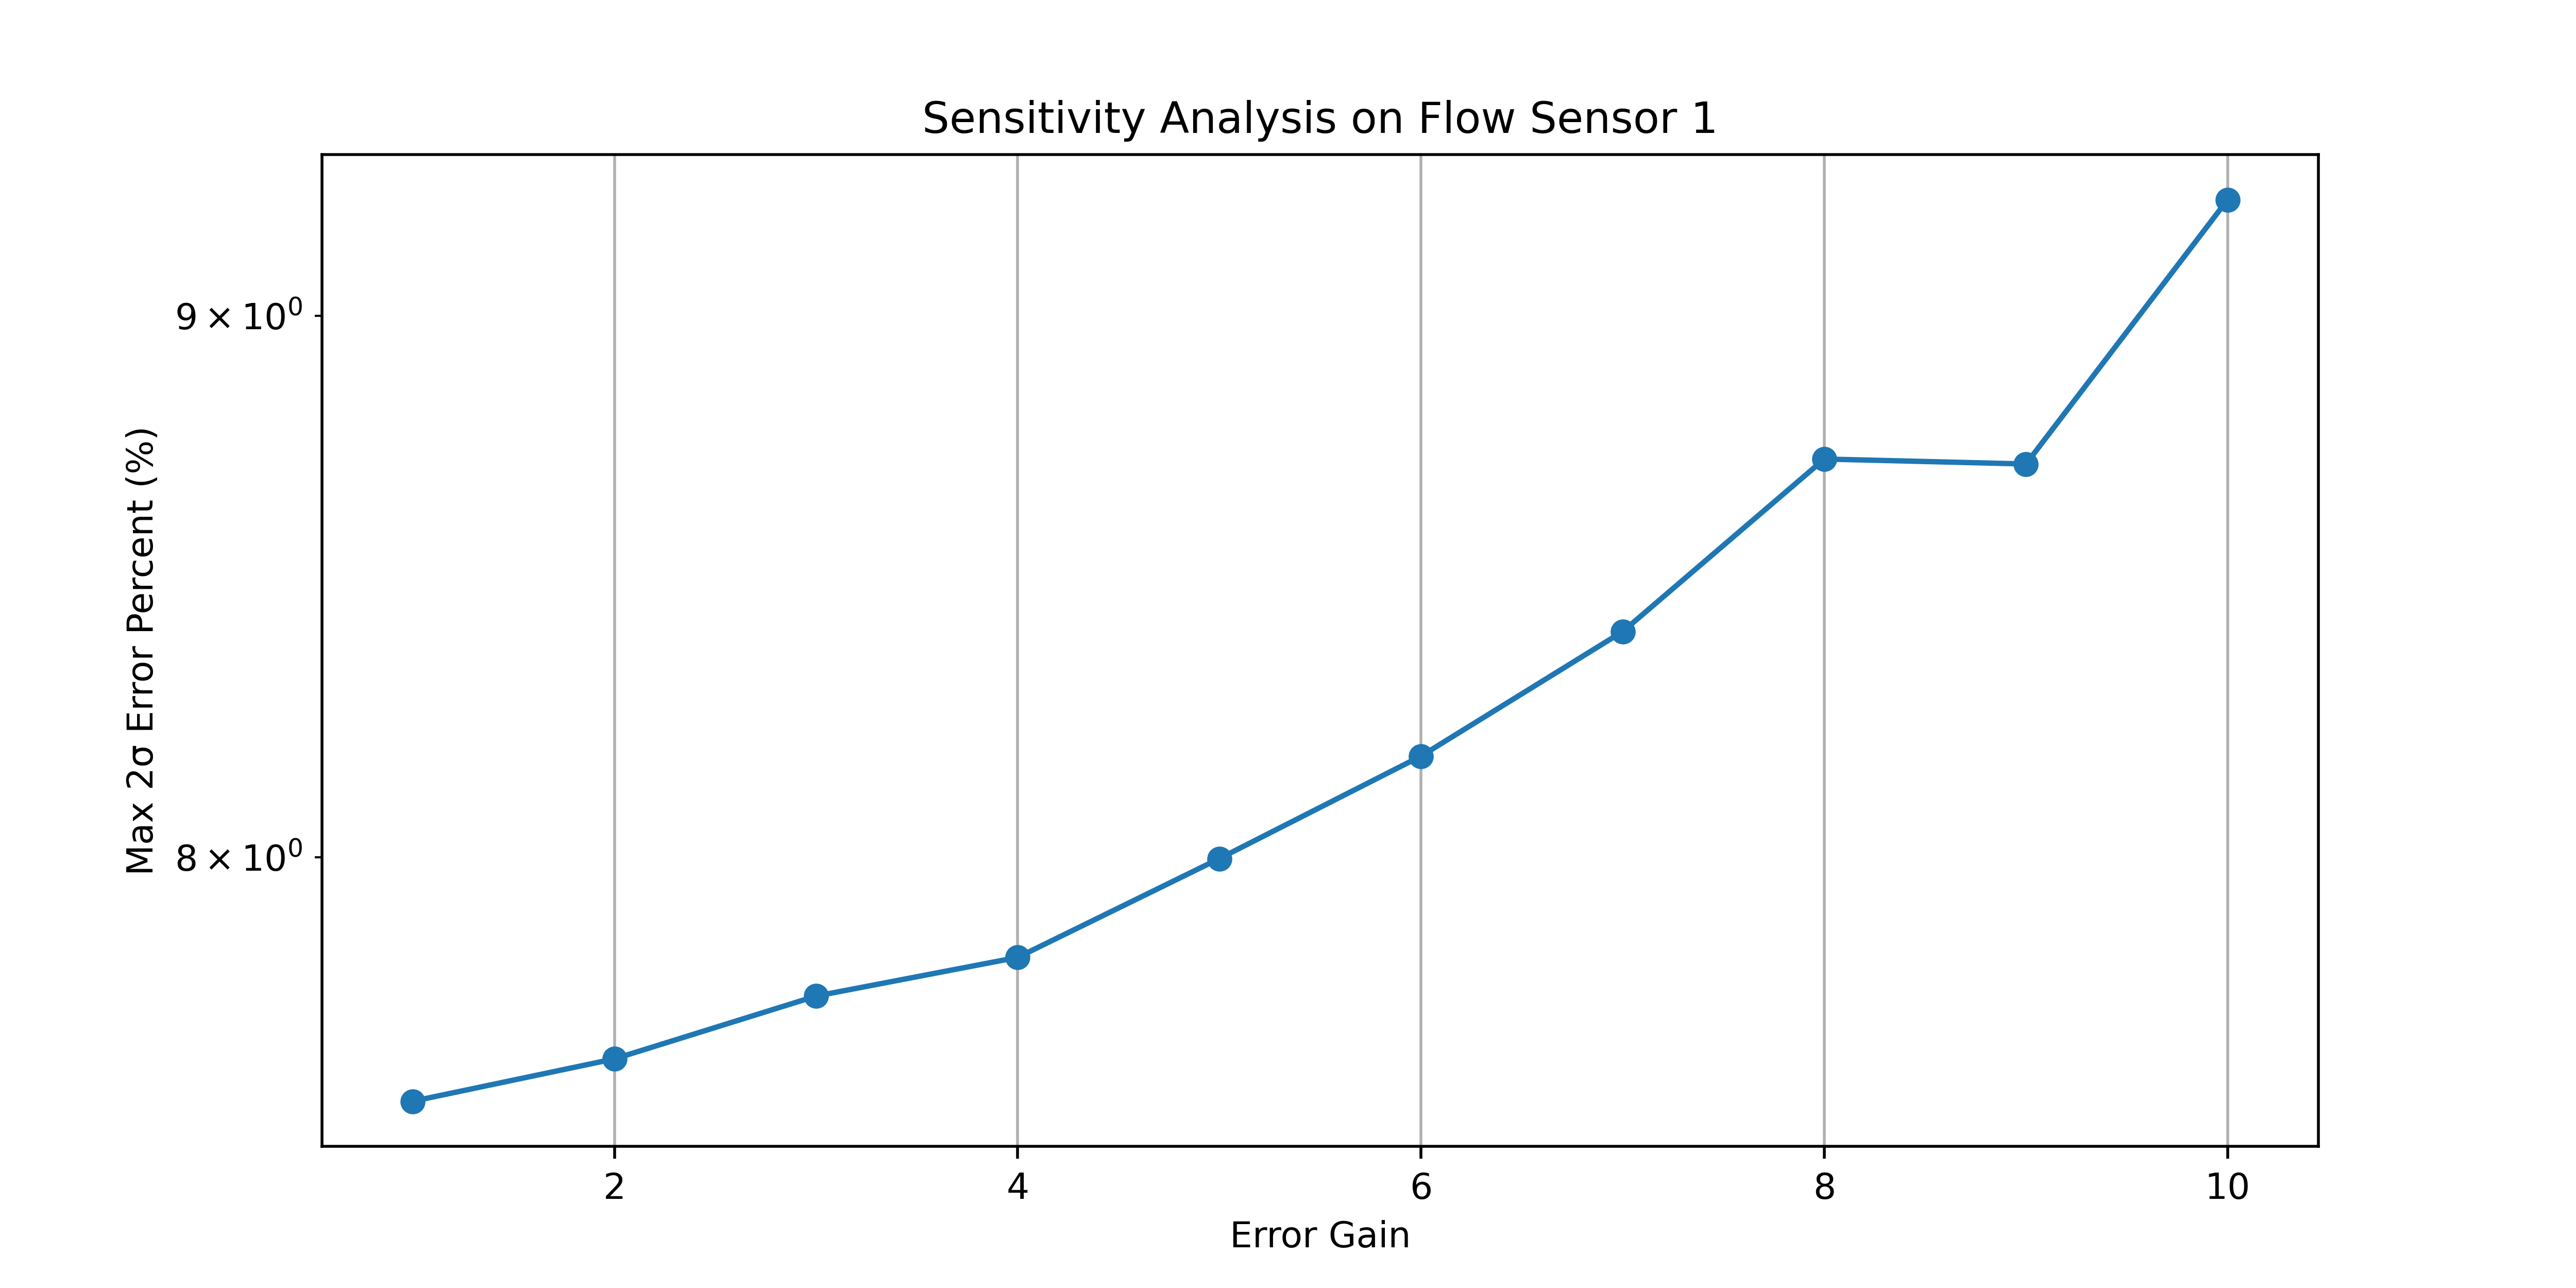 Sensitivity Analysis on Flow Sensor 1
Max 2σ Error Percent (%)
9 × 10⁰
8 × 10⁰
2 4 6 8 10
Error Gain